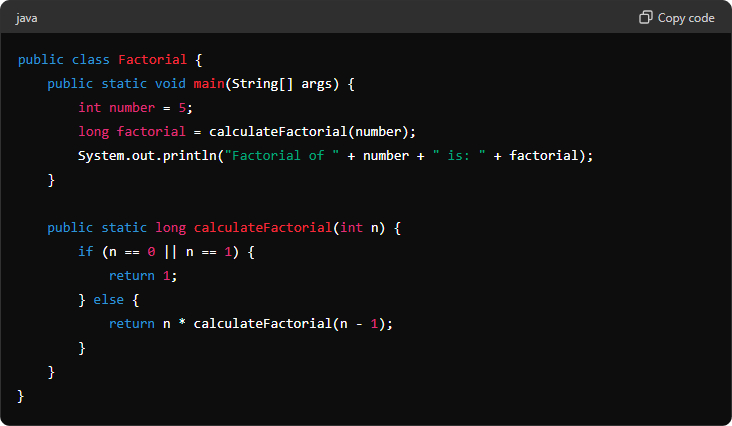 java
Copy code
public class Factorial {
    public static void main(String[] args) {
        int number = 5;
        long factorial = calculateFactorial(number);
        System.out.println("Factorial of " + number + " is: " + factorial);
    }

    public static long calculateFactorial(int n) {
        if (n == 0 || n == 1) {
            return 1;
        } else {
            return n * calculateFactorial(n - 1);
        }
    }
}